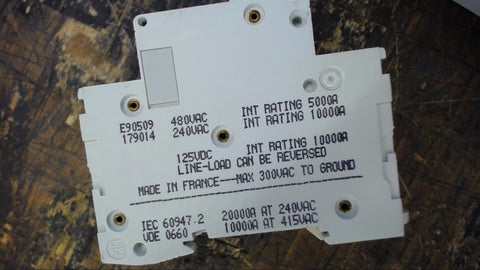 E90509 480VAC INT RATING 5000A
179014 240VAC INT RATING 10000A
125VDC INT RATING 10000A
LINE-LOAD CAN BE REVERSED
MADE IN FRANCE---MAX 300VAC TO GROUND
IEC 60947.2 20000A AT 240VAC
VDE 0660 10000A AT 415VAC